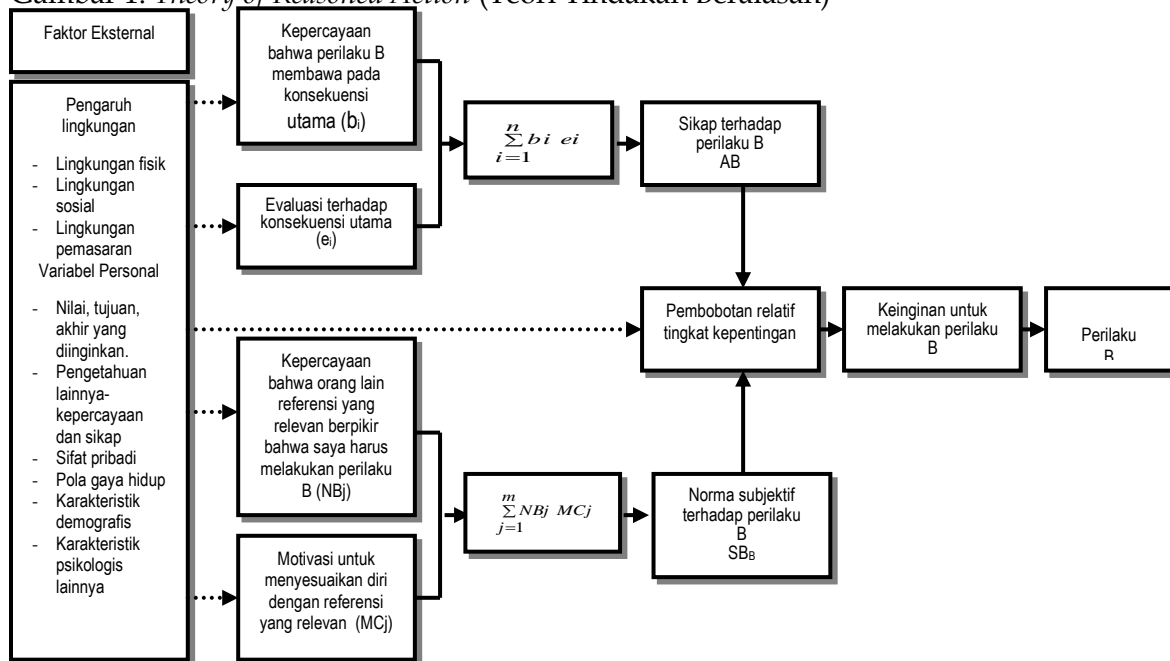 Gambar 1. Theory of Reasoned Action (Teori Tindakan Beralasan)
Faktor Eksternal
Pengaruh
lingkungan
- Lingkungan fisik
- Lingkungan
sosial
- Lingkungan
pemasaran
Variabel Personal
- Nilai, tujuan,
akhir yang
diinginkan.
- Pengetahuan
lainnya-
kepercayaan
dan sikap
- Sifat pribadi
- Pola gaya hidup
- Karakteristik
demografis
- Karakteristik
psikologis
lainnya
Kepercayaan
bahwa perilaku B
membawa pada
konsekuensi
utama (bi)
Evaluasi terhadap
konsekuensi utama
(ei)
n
∑ bi ei
i=1
Sikap terhadap
perilaku B
AB
Kepercayaan
bahwa orang lain
referensi yang
relevan berpikir
bahwa saya harus
melakukan perilaku
B (NBj)
Motivasi untuk
menyesuaikan diri
dengan referensi
yang relevan (MCj)
m
∑ NBj MCj
j=1
Norma subjektif
terhadap perilaku
B
SBB
Pembobotan relatif
tingkat kepentingan
Keinginan untuk
melakukan perilaku
B
Perilaku
B